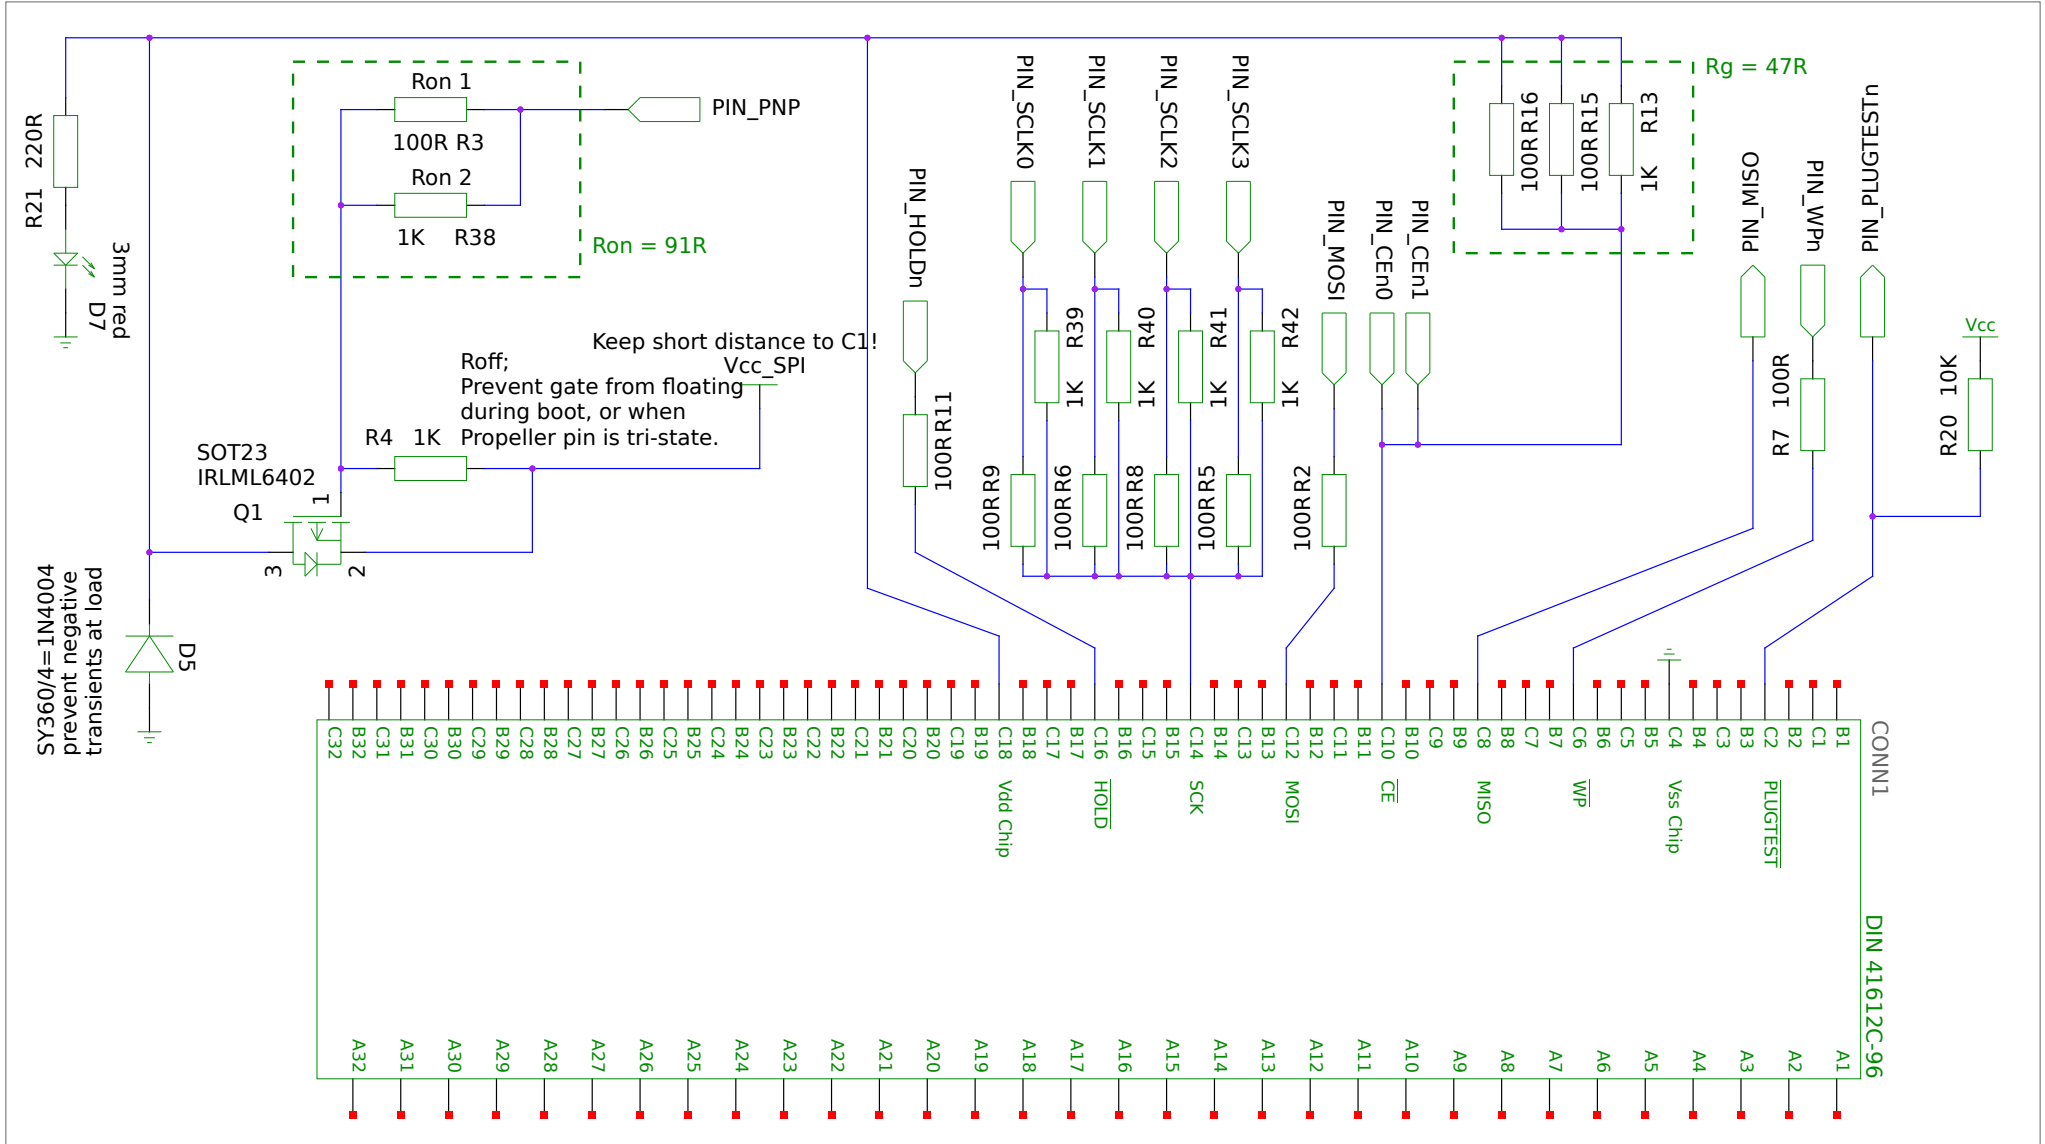 Ron 1
100R R3
Ron 2
1K R38
Ron = 91R
PIN_PNP
R21 220R
3mm red
D7
Keep short distance to C1!
Vcc_SPI
Roff;
Prevent gate from floating
during boot, or when
Propeller pin is tri-state.
R4 1K
SOT23
IRLML6402
Q1
1
3
2
SY360/4=1N4004
prevent negative
transients at load
D5
PIN_HOLDn
100R R11
PIN_SCLK0
PIN_SCLK1
PIN_SCLK2
PIN_SCLK3
1K R39
1K R40
1K R41
1K R42
100R R9
100R R6
100R R8
100R R5
PIN_MOSI
100R R2
PIN_CEn0
PIN_CEn1
Rg = 47R
100R R16
100R R15
1K R13
PIN_MISO
PIN_WPn
R7 100R
PIN_PLUGTESTn
Vcc
R20 10K
C32 B32 C31 B31 C30 B30 C29 B29 C28 B28 C27 B27 C26 B26 C25 B25 C24 B24 C23 B23 C22 B22 C21 B21 C20 B20 C19 B19 C18 B18 C17 B17 C16 B16 C15 B15 C14 B14 C13 B13 C12 B12 C11 B11 C10 B10 C9 B9 C8 B8 C7 B7 C6 B6 C5 B5 C4 B4 C3 B3 C2 B2 C1 B1
Vdd Chip
HOLD
SCK
MOSI
CE
MISO
WP
Vss Chip
PLUGTEST
CONN1
DIN 41612C-96
A32 A31 A30 A29 A28 A27 A26 A25 A24 A23 A22 A21 A20 A19 A18 A17 A16 A15 A14 A13 A12 A11 A10 A9 A8 A7 A6 A5 A4 A3 A2 A1